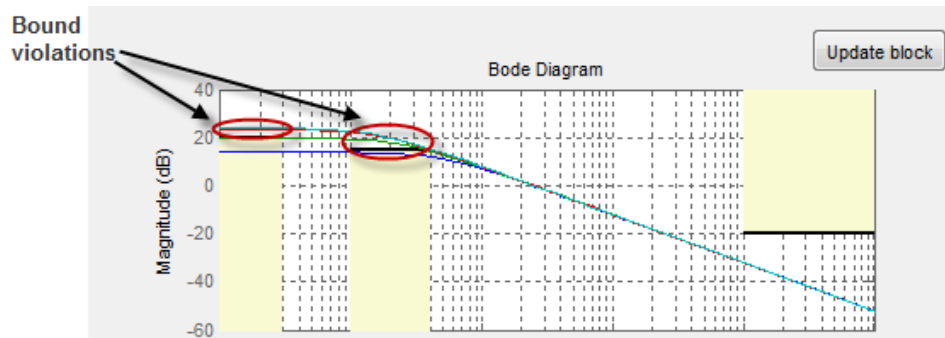 Bound
violations
Update block
Bode Diagram
Magnitude (dB)
40
20
0
-20
-40
-60